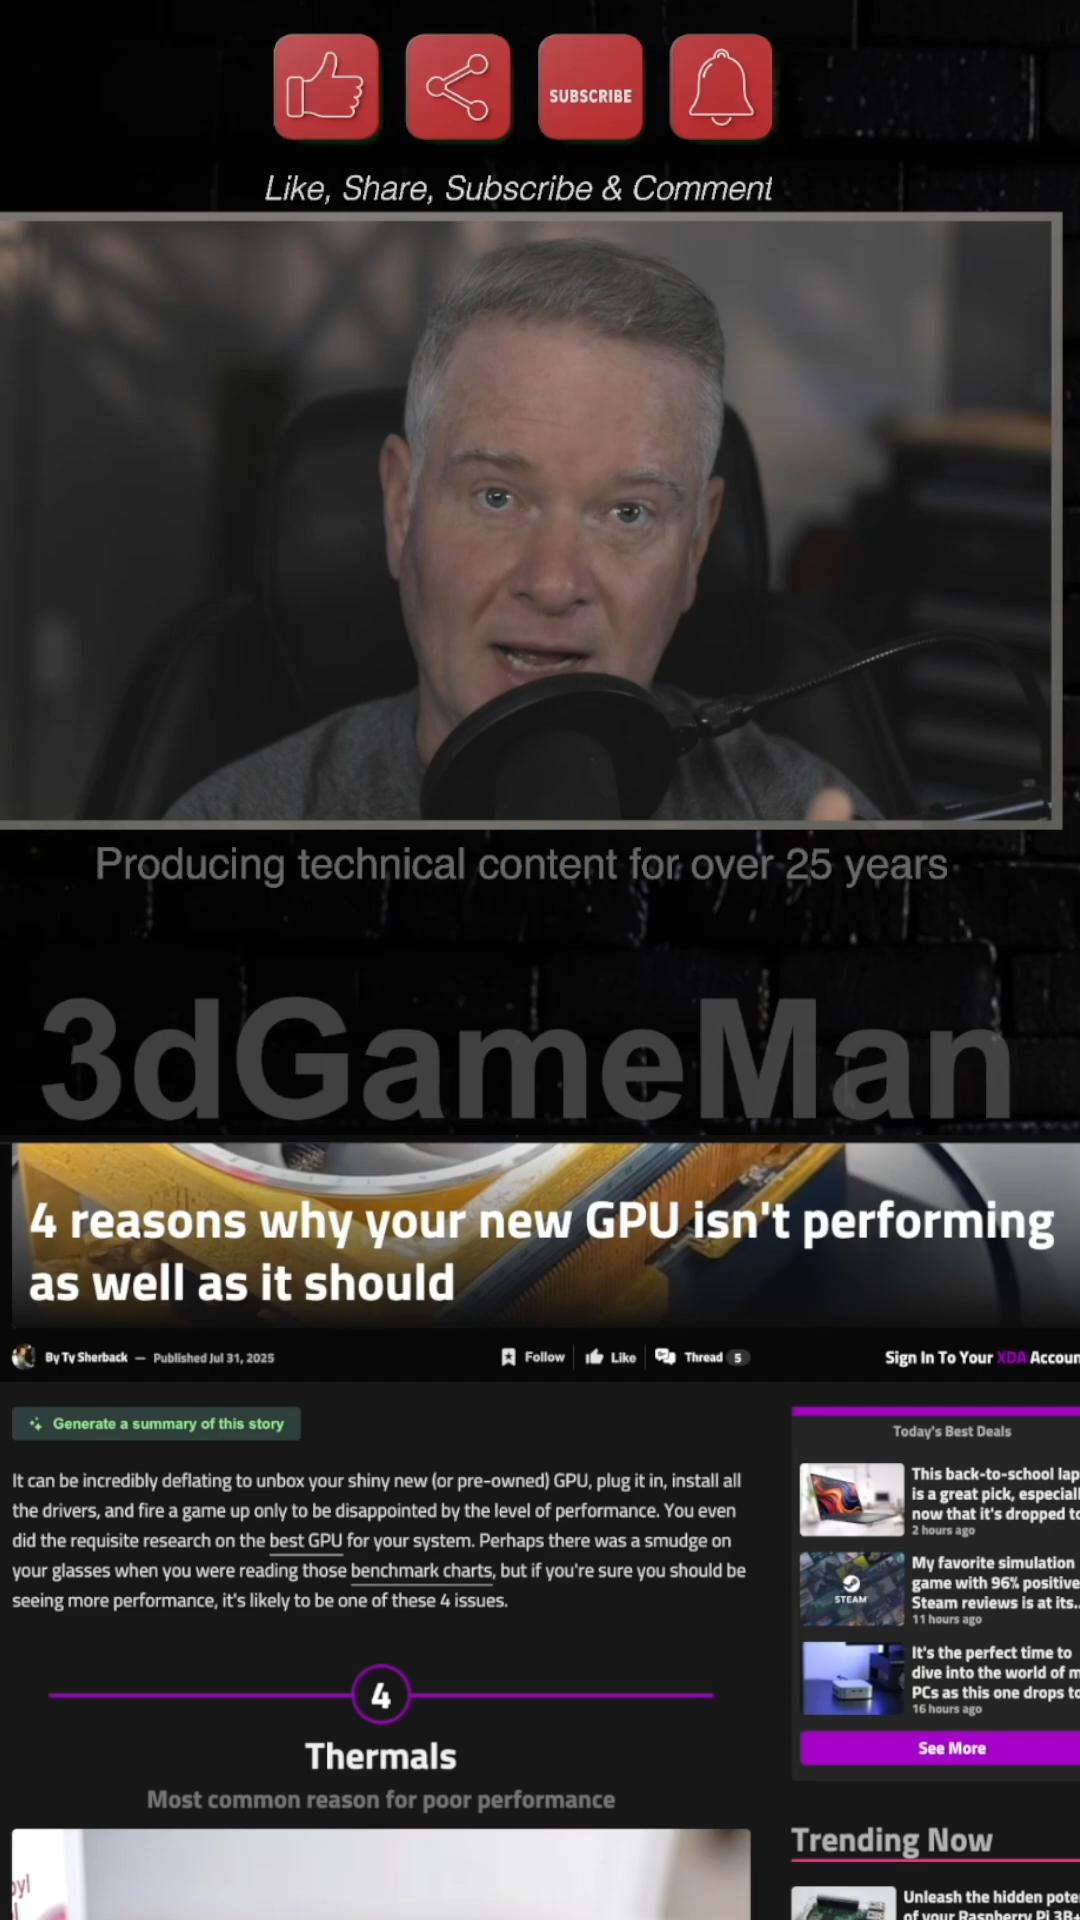 SUBSCRIBE
Like, Share, Subscribe & Comment
Producing technical content for over 25 years
3dGameMan
4 reasons why your new GPU isn't performing
as well as it should
By Ty Sherback — Published Jul 31, 2025
Follow
Like
Thread 5
Sign In To Your XDA Accoun
Generate a summary of this story
It can be incredibly deflating to unbox your shiny new (or pre-owned) GPU, plug it in, install all
the drivers, and fire a game up only to be disappointed by the level of performance. You even
did the requisite research on the best GPU for your system. Perhaps there was a smudge on
your glasses when you were reading those benchmark charts, but if you're sure you should be
seeing more performance, it's likely to be one of these 4 issues.
4
Thermals
Most common reason for poor performance
Today's Best Deals
This back-to-school lap
is a great pick, especiall
now that it's dropped to
2 hours ago
STEAM
My favorite simulation
game with 96% positive
Steam reviews is at its..
11 hours ago
It's the perfect time to
dive into the world of m
PCs as this one drops to
16 hours ago
See More
Trending Now
Unleash the hidden pote
of your Raspberry Pi 3B+